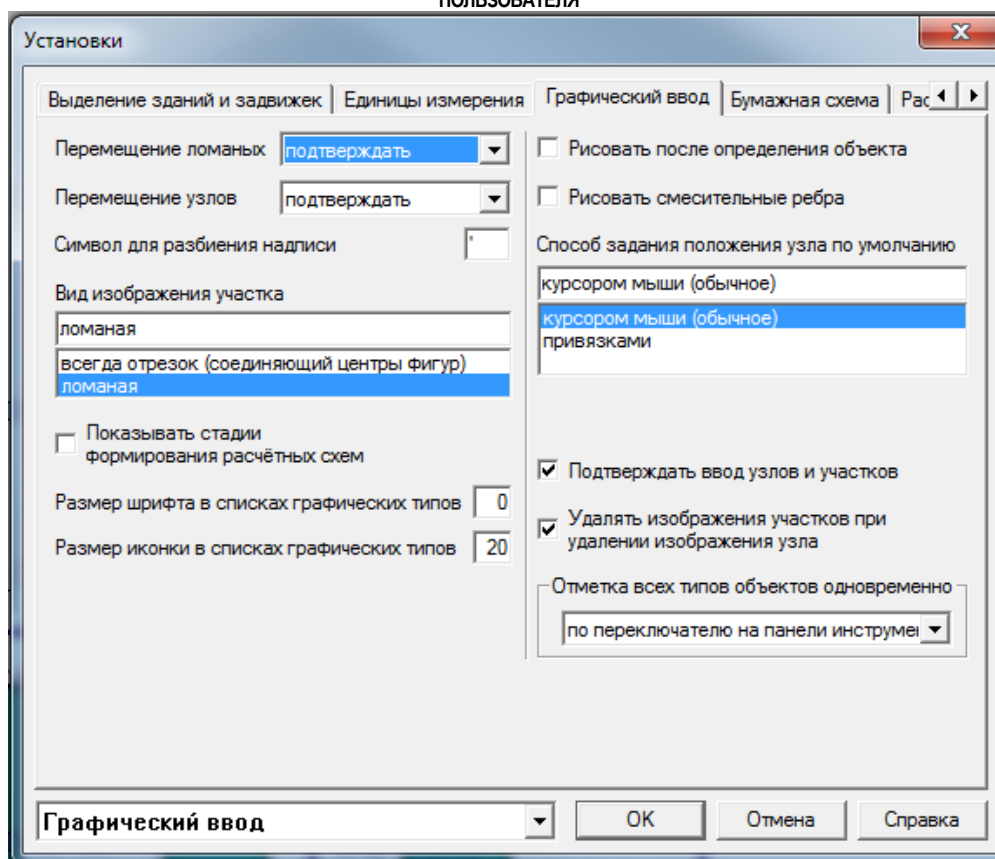 ПОЛЬЗОВАТЕЛЯ
Установки
Выделение зданий и задвижек
Единицы измерения
Графический ввод
Бумажная схема
Рас
Перемещение ломаных
подтверждать
Перемещение узлов
подтверждать
Символ для разбиения надписи
'
Вид изображения участка
ломаная
всегда отрезок (соединяющий центры фигур)
ломаная
Показывать стадии
формирования расчётных схем
Размер шрифта в списках графических типов
0
Размер иконки в списках графических типов
20
Рисовать после определения объекта
Рисовать смесительные ребра
Способ задания положения узла по умолчанию
курсором мыши (обычное)
курсором мыши (обычное)
привязками
Подтверждать ввод узлов и участков
Удалять изображения участков при
удалении изображения узла
Отметка всех типов объектов одновременно
по переключателю на панели инструме
Графический ввод
OK
Отмена
Справка